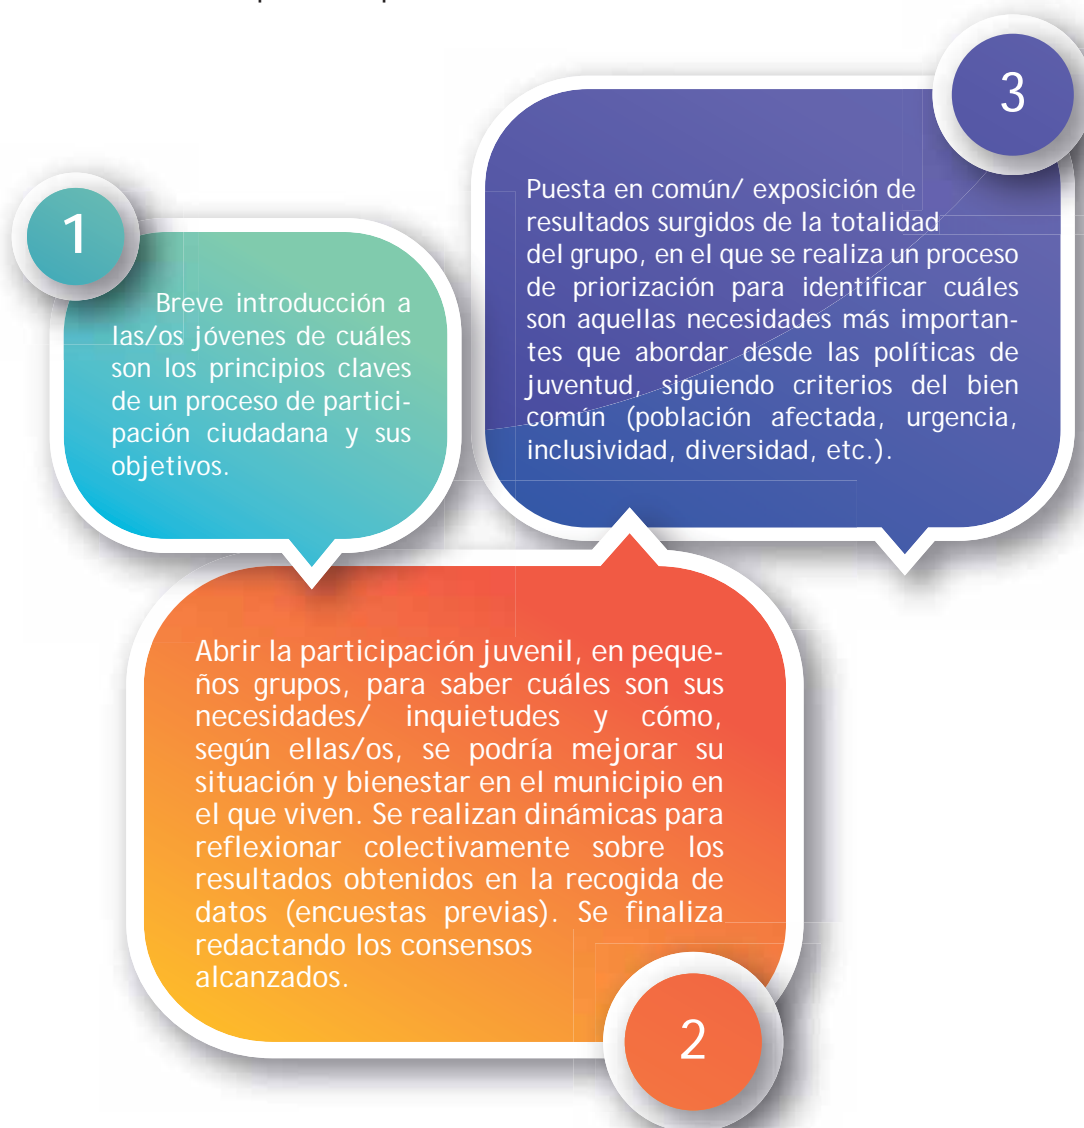 1
Breve introducción a
las/os jóvenes de cuáles
son los principios claves
de un proceso de partici-
pación ciudadana y sus
objetivos.
2
Abrir la participación juvenil, en peque-
ños grupos, para saber cuáles son sus
necesidades/ inquietudes y cómo,
según ellas/os, se podría mejorar su
situación y bienestar en el municipio en
el que viven. Se realizan dinámicas para
reflexionar colectivamente sobre los
resultados obtenidos en la recogida de
datos (encuestas previas). Se finaliza
redactando los consensos
alcanzados.
3
Puesta en común/ exposición de
resultados surgidos de la totalidad
del grupo, en el que se realiza un proceso
de priorización para identificar cuáles
son aquellas necesidades más importan-
tes que abordar desde las políticas de
juventud, siguiendo criterios del bien
común (población afectada, urgencia,
inclusividad, diversidad, etc.).